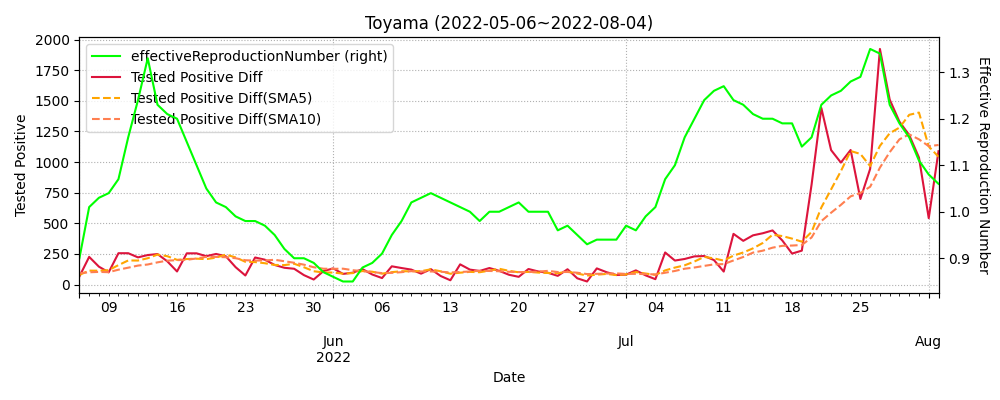 Toyama (2022-05-06~2022-08-04)
effectiveReproductionNumber (right)
Tested Positive Diff
Tested Positive Diff(SMA5)
Tested Positive Diff(SMA10)
Tested Positive
2000
1750
1500
1250
1000
750
500
250
0
1.3
1.2
1.1
1.0
0.9
Effective Reproduction Number
09 16 23 30 06 13 20 27 04 11 18 25
Jun Jul Aug
2022
Date